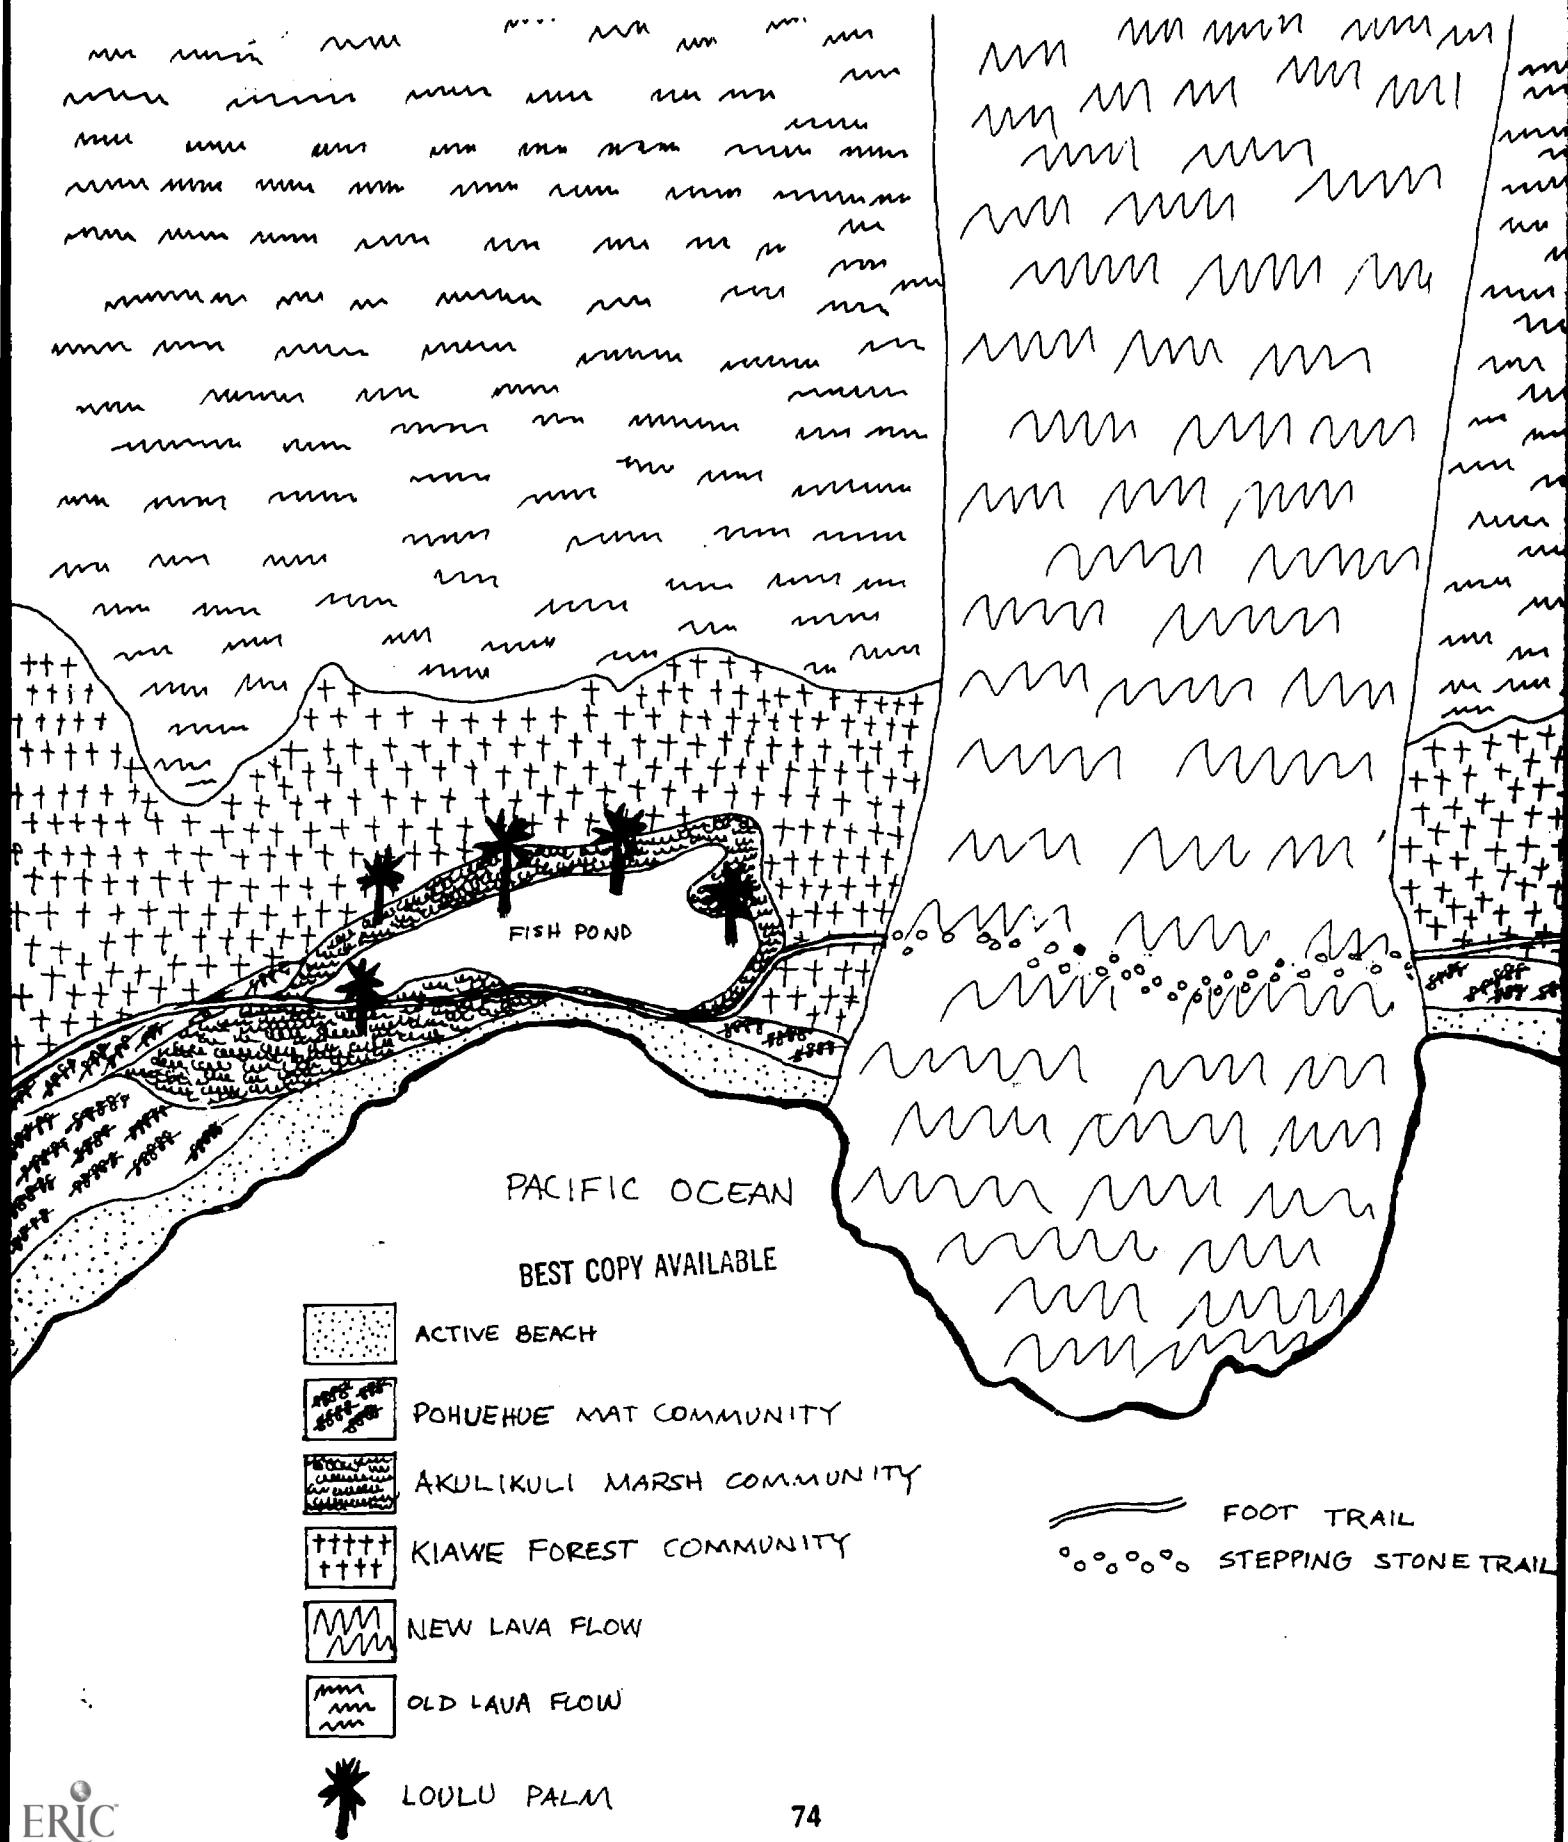 FISH POND
PACIFIC OCEAN
BEST COPY AVAILABLE
ACTIVE BEACH
POHUEHUE MAT COMMUNITY
AKULIKULI MARSH COMMUNITY
KIAWE FOREST COMMUNITY
NEW LAVA FLOW
OLD LAVA FLOW
LOULU PALM
FOOT TRAIL
STEPPING STONE TRAIL
74
ERIC